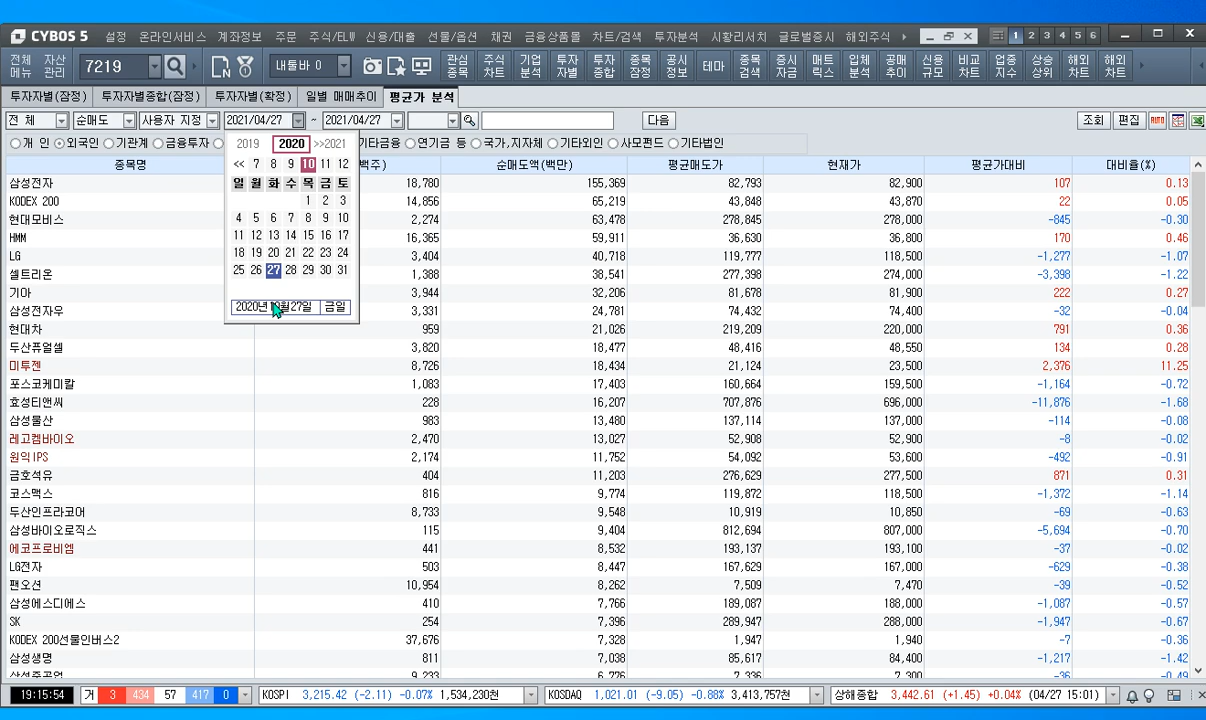 CYBOS 5 설정 온라인서비스 계좌정보 주문 주식/ELW 신용/대출 선물/옵션 채권 금융상품몰 차트/검색 투자분석 시황리서치 글로벌증시 해외주식 1 2 3 4 5 6
전체메뉴 자산관리 7219 내툴바 0 관심종목 주식차트 기업분석 투자자별 투자종합 종목잠정 공시정보 테마 종목검색 증시자금 매트릭스 입체분석 공매추이 신용규모 비교차트 업종지수 상승상위 해외차트 해외차트
투자자별(잠정) 투자자별종합(잠정) 투자자별(확정) 일별 매매추이 평균가 분석
전 체 순매도 사용자 지정 2021/04/27 ~ 2021/04/27 다음 조회 편집 AUTO
개 인 외국인 기관계 금융투자 기타금융 연기금 등 국가,지자체 기타외인 사모펀드 기타법인
2019 2020 >>2021
<< 7 8 9 10 11 12
일 월 화 수 목 금 토
1 2 3
4 5 6 7 8 9 10
11 12 13 14 15 16 17
18 19 20 21 22 23 24
25 26 27 28 29 30 31
2020년10월27일 금일
종목명 백주) 순매도액(백만) 평균매도가 현재가 평균가대비 대비율(%)
삼성전자 18,780 155,369 82,793 82,900 107 0.13
KODEX 200 14,856 65,219 43,848 43,870 22 0.05
현대모비스 2,274 63,478 278,845 278,000 -845 -0.30
HMM 16,365 59,911 36,630 36,800 170 0.46
LG 3,404 40,718 119,777 118,500 -1,277 -1.07
셀트리온 1,388 38,541 277,398 274,000 -3,398 -1.22
기아 3,944 32,206 81,678 81,900 222 0.27
삼성전자우 3,331 24,781 74,432 74,400 -32 -0.04
현대차 959 21,026 219,209 220,000 791 0.36
두산퓨얼셀 3,820 18,477 48,416 48,550 134 0.28
미투젠 8,726 18,434 21,124 23,500 2,376 11.25
포스코케미칼 1,083 17,403 160,664 159,500 -1,164 -0.72
효성티앤씨 228 16,207 707,876 696,000 -11,876 -1.68
삼성물산 983 13,480 137,114 137,000 -114 -0.08
레고켐바이오 2,470 13,027 52,908 52,900 -8 -0.02
원익IPS 2,174 11,752 54,092 53,600 -492 -0.91
금호석유 404 11,203 276,629 277,500 871 0.31
코스맥스 816 9,774 119,872 118,500 -1,372 -1.14
두산인프라코어 8,733 9,548 10,919 10,850 -69 -0.63
삼성바이오로직스 115 9,404 812,694 807,000 -5,694 -0.70
에코프로비엠 441 8,532 193,137 193,100 -37 -0.02
LG전자 503 8,447 167,629 167,000 -629 -0.38
팬오션 10,954 8,262 7,509 7,470 -39 -0.52
삼성에스디에스 410 7,766 189,087 188,000 -1,087 -0.57
SK 254 7,396 289,947 288,000 -1,947 -0.67
KODEX 200선물인버스2 37,676 7,328 1,947 1,940 -7 -0.36
삼성생명 811 7,038 85,617 84,400 -1,217 -1.42
삼성중공업 9,233 6,776 7,336 7,300 -36 -0.49
19:15:54 거 3 434 57 417 0 KOSPI 3,215.42 (-2.11) -0.07% 1,534,230천 KOSDAQ 1,021.01 (-9.05) -0.88% 3,413,757천 상해종합 3,442.61 (+1.45) +0.04% (04/27 15:01)